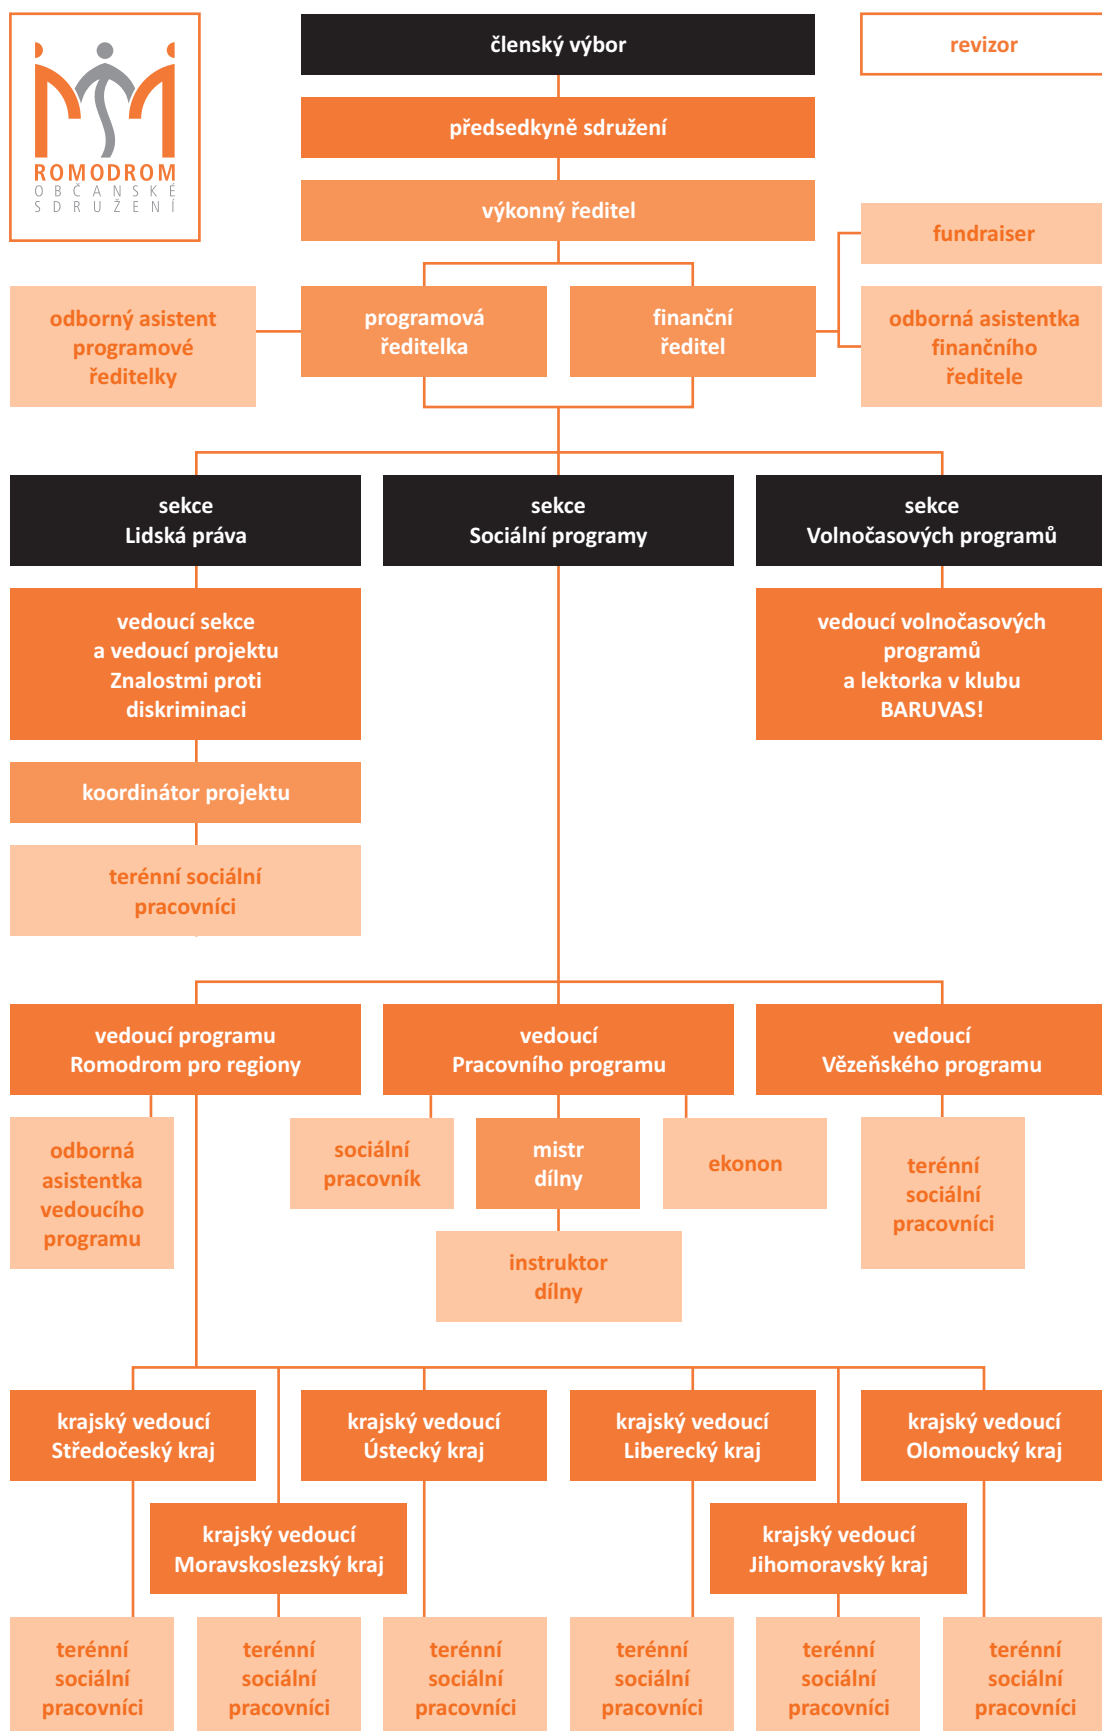 ROMODROM
OBČANSKÉ
SDRUŽENÍ
členský výbor
revizor
předsedkyně sdružení
výkonný ředitel
fundraiser
odborný asistent
programové
ředitelky
programová
ředitelka
finanční
ředitel
odborná asistentka
finančního
ředitele
sekce
Lidská práva
sekce
Sociální programy
sekce
Volnočasových programů
vedoucí sekce
a vedoucí projektu
Znalostmi proti
diskriminaci
vedoucí volnočasových
programů
a lektorka v klubu
BARUVAS!
koordinátor projektu
terénní sociální
pracovníci
vedoucí programu
Romodrom pro regiony
vedoucí
Pracovního programu
vedoucí
Vězeňského programu
odborná
asistentka
vedoucího
programu
sociální
pracovník
mistr
dílny
ekonon
terénní
sociální
pracovníci
instruktor
dílny
krajský vedoucí
Středočeský kraj
krajský vedoucí
Ústecký kraj
krajský vedoucí
Liberecký kraj
krajský vedoucí
Olomoucký kraj
krajský vedoucí
Moravskoslezský kraj
krajský vedoucí
Jihomoravský kraj
terénní
sociální
pracovníci
terénní
sociální
pracovníci
terénní
sociální
pracovníci
terénní
sociální
pracovníci
terénní
sociální
pracovníci
terénní
sociální
pracovníci